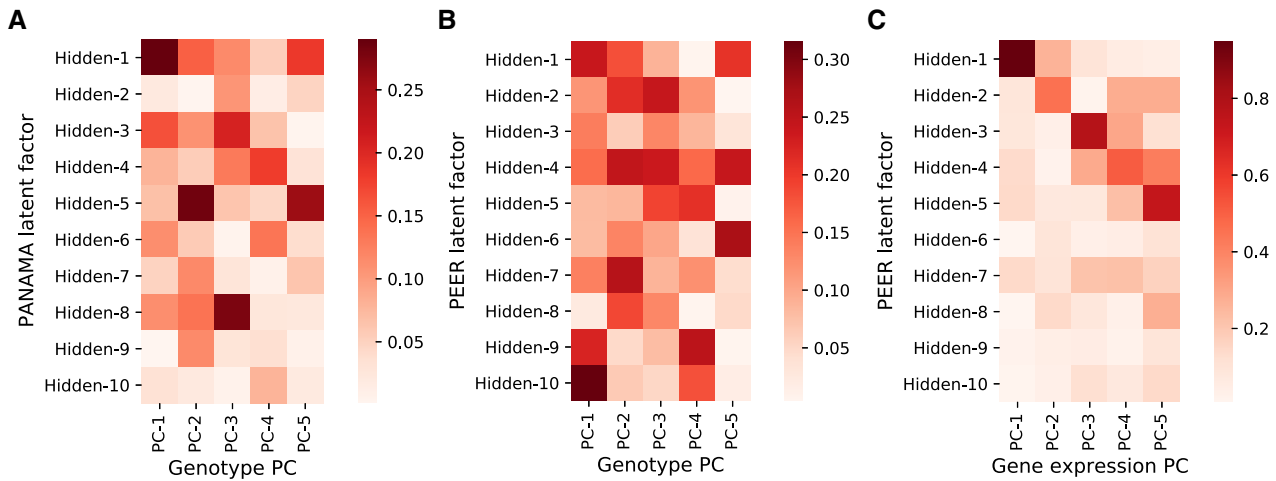 A
PANAMA latent factor
Hidden-1
Hidden-2
Hidden-3
Hidden-4
Hidden-5
Hidden-6
Hidden-7
Hidden-8
Hidden-9
Hidden-10
PC-1
PC-2
PC-3
PC-4
PC-5
Genotype PC
0.25
0.20
0.15
0.10
0.05
B
PEER latent factor
Hidden-1
Hidden-2
Hidden-3
Hidden-4
Hidden-5
Hidden-6
Hidden-7
Hidden-8
Hidden-9
Hidden-10
PC-1
PC-2
PC-3
PC-4
PC-5
Genotype PC
0.30
0.25
0.20
0.15
0.10
0.05
C
PEER latent factor
Hidden-1
Hidden-2
Hidden-3
Hidden-4
Hidden-5
Hidden-6
Hidden-7
Hidden-8
Hidden-9
Hidden-10
PC-1
PC-2
PC-3
PC-4
PC-5
Gene expression PC
0.8
0.6
0.4
0.2